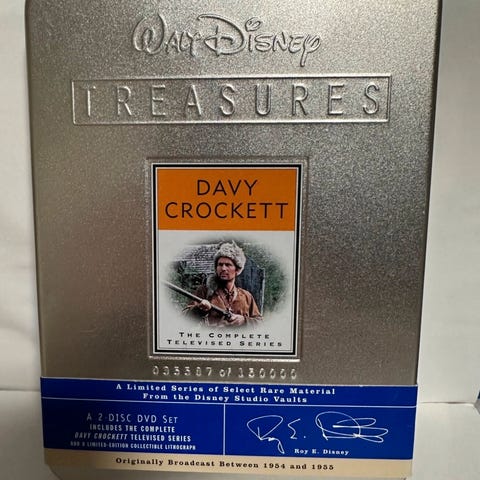 Walt Disney
TREASURES
DAVY
CROCKETT
THE COMPLETE
TELEVISED SERIES
of 150000
A Limited Series of Select Rare Material
From the Disney Studio Vaults
A 2-DISC DVD SET
INCLUDES THE COMPLETE
DAVY CROCKETT TELEVISED SERIES
AND A LIMITED-EDITION COLLECTIBLE LITHOGRAPH
Roy E. Disney
Roy E. Disney
Originally Broadcast Between 1954 and 1955